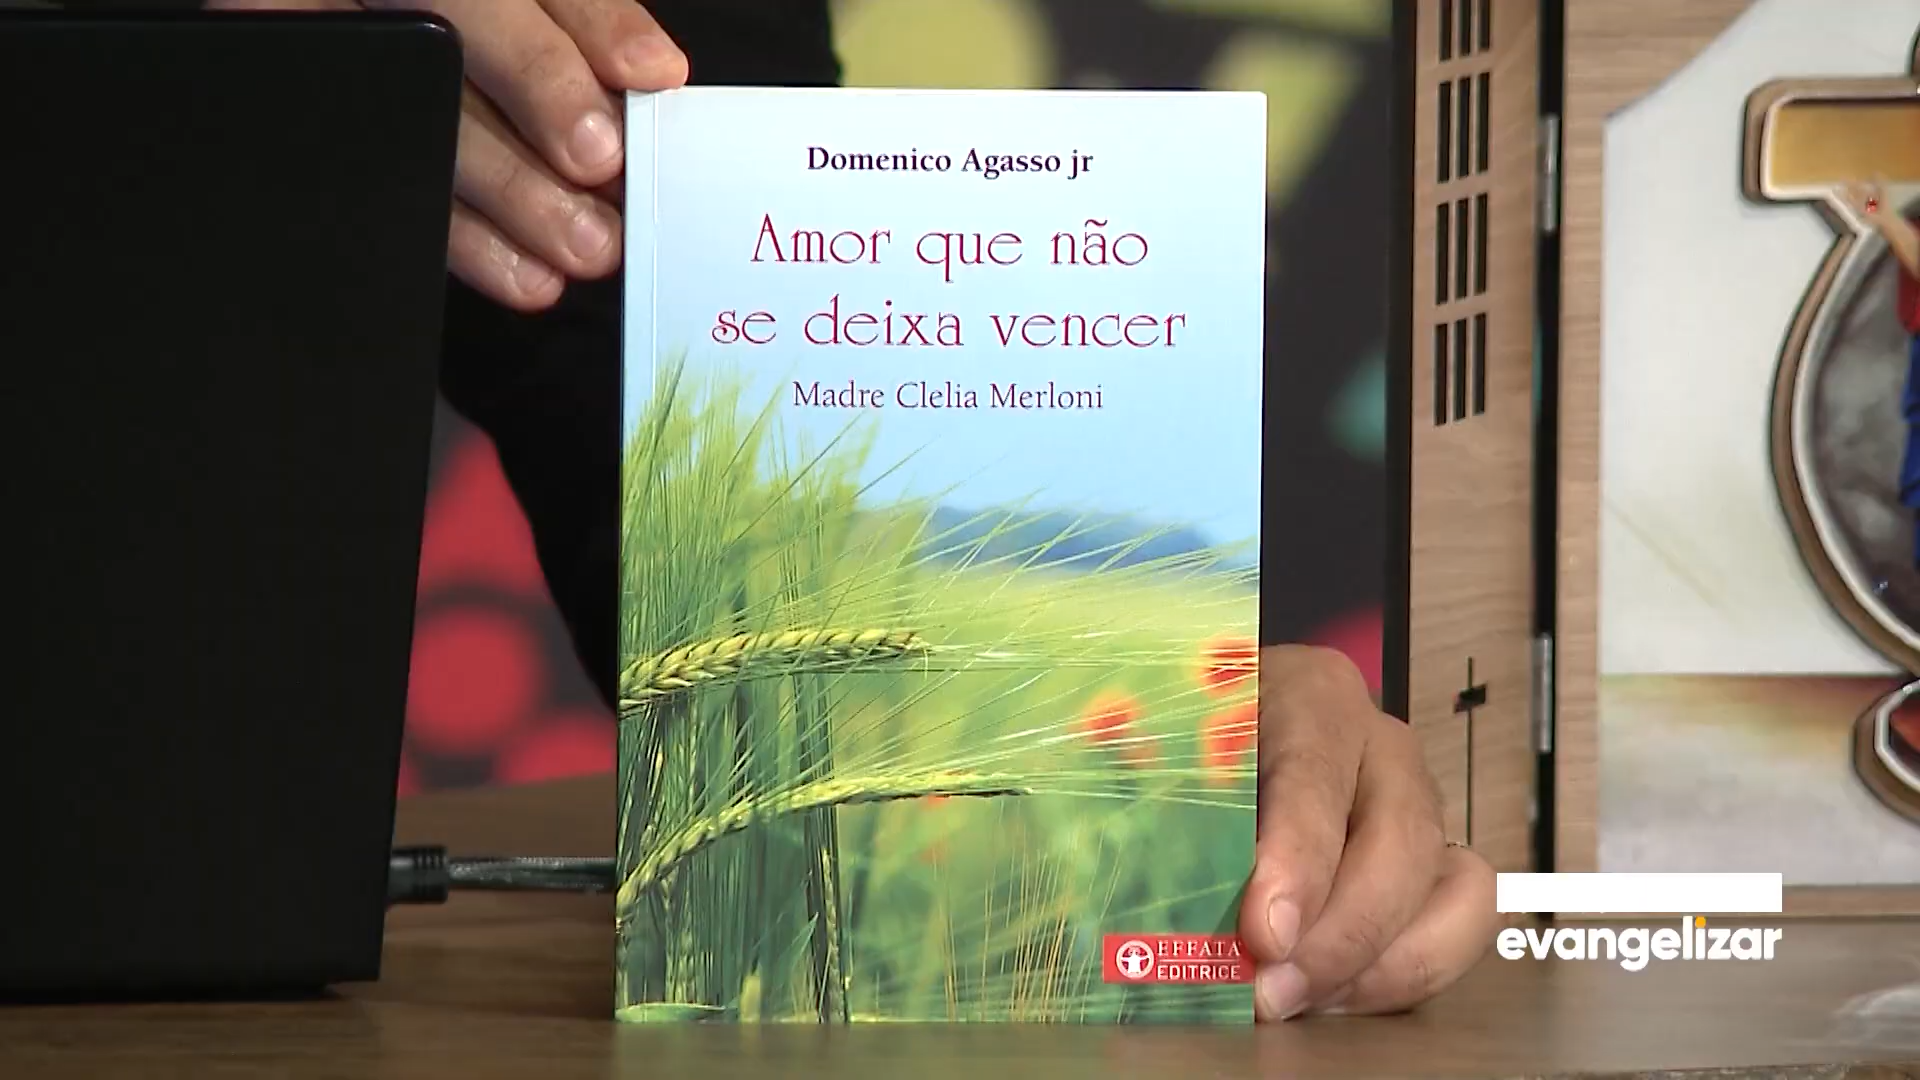 Domenico Agasso jr
Amor que não
se deixa vencer
Madre Clelia Merloni
EFFATA'
EDITRICE
evangelizar